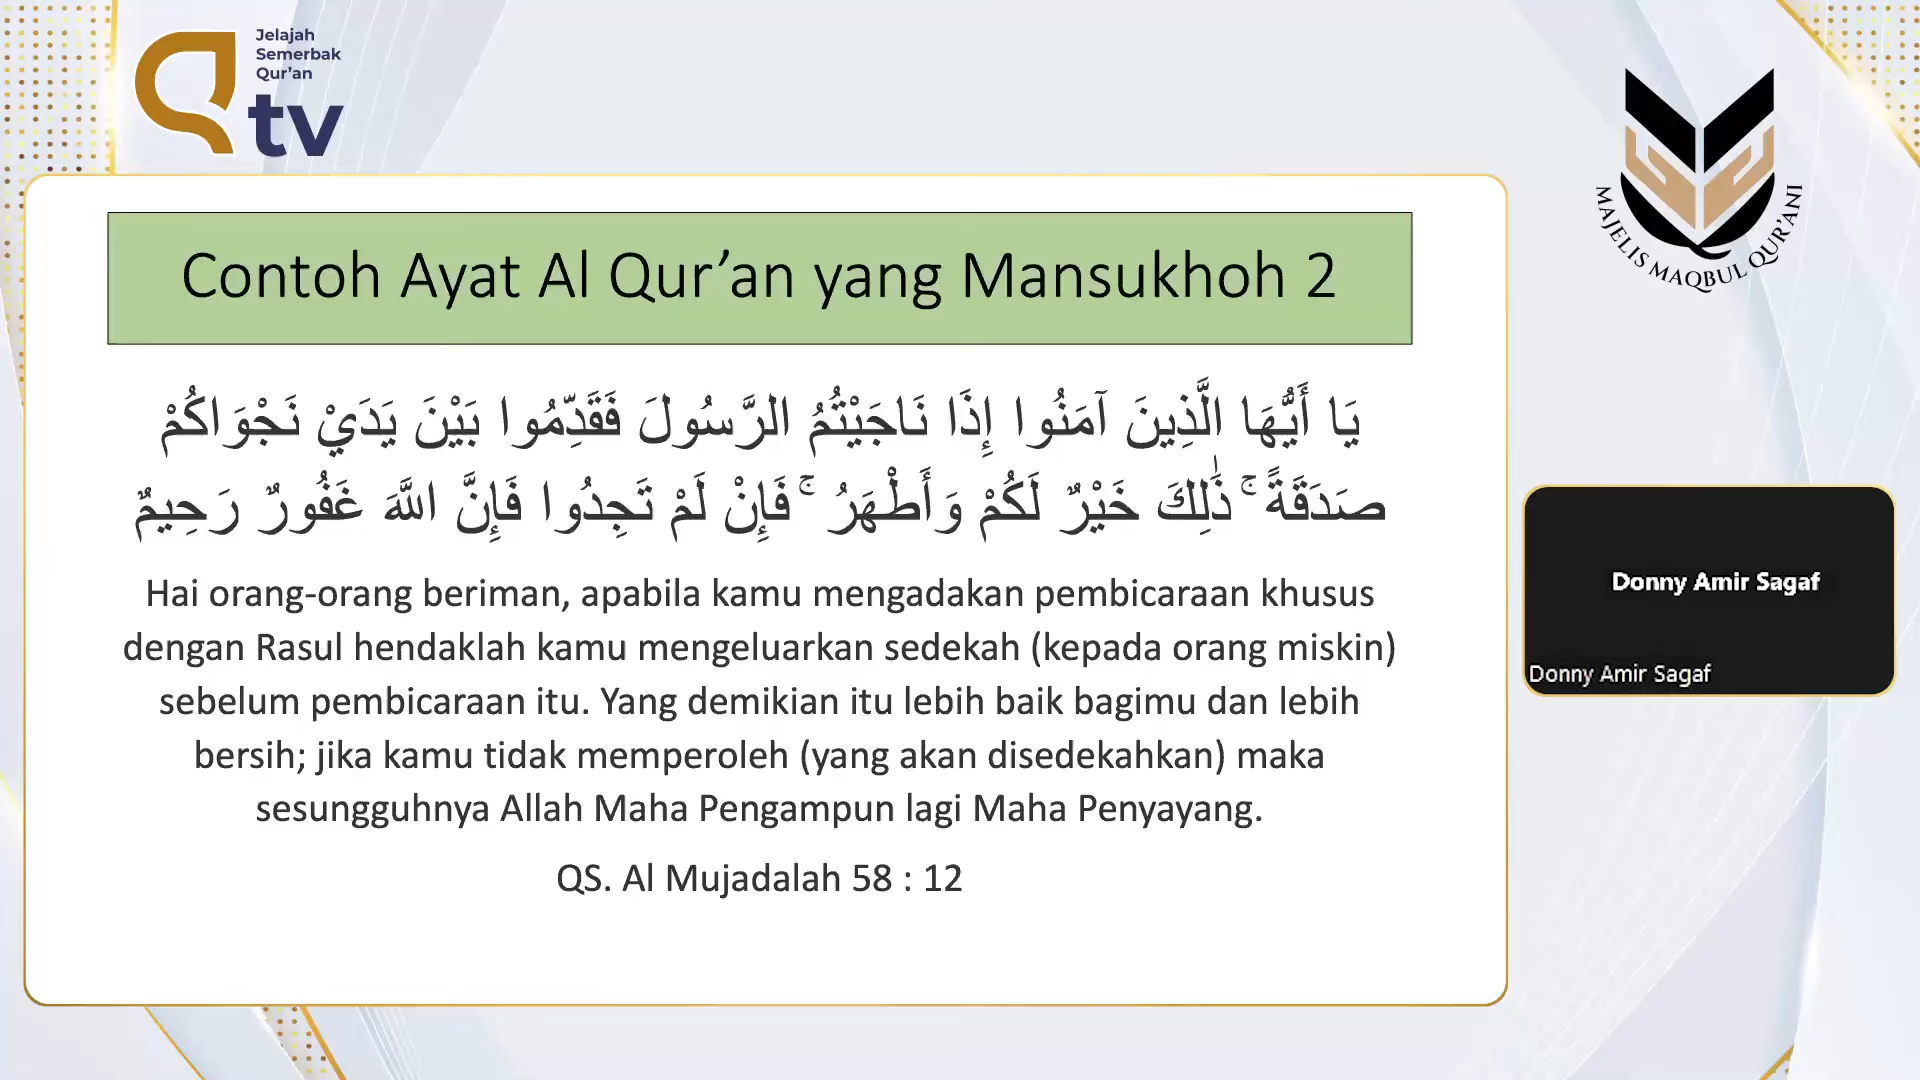 Jelajah
Semerbak
Qur'an
tv
MAJELIS MAQBUL QUR'ANI
Contoh Ayat Al Qur’an yang Mansukhoh 2
يَا أَيُّهَا الَّذِينَ آمَنُوا إِذَا نَاجَيْتُمُ الرَّسُولَ فَقَدِّمُوا بَيْنَ يَدَيْ نَجْوَاكُمْ
صَدَقَةً ۚ ذَٰلِكَ خَيْرٌ لَكُمْ وَأَطْهَرُ ۚ فَإِنْ لَمْ تَجِدُوا فَإِنَّ اللَّهَ غَفُورٌ رَحِيمٌ
Hai orang-orang beriman, apabila kamu mengadakan pembicaraan khusus
dengan Rasul hendaklah kamu mengeluarkan sedekah (kepada orang miskin)
sebelum pembicaraan itu. Yang demikian itu lebih baik bagimu dan lebih
bersih; jika kamu tidak memperoleh (yang akan disedekahkan) maka
sesungguhnya Allah Maha Pengampun lagi Maha Penyayang.
QS. Al Mujadalah 58 : 12
Donny Amir Sagaf
Donny Amir Sagaf